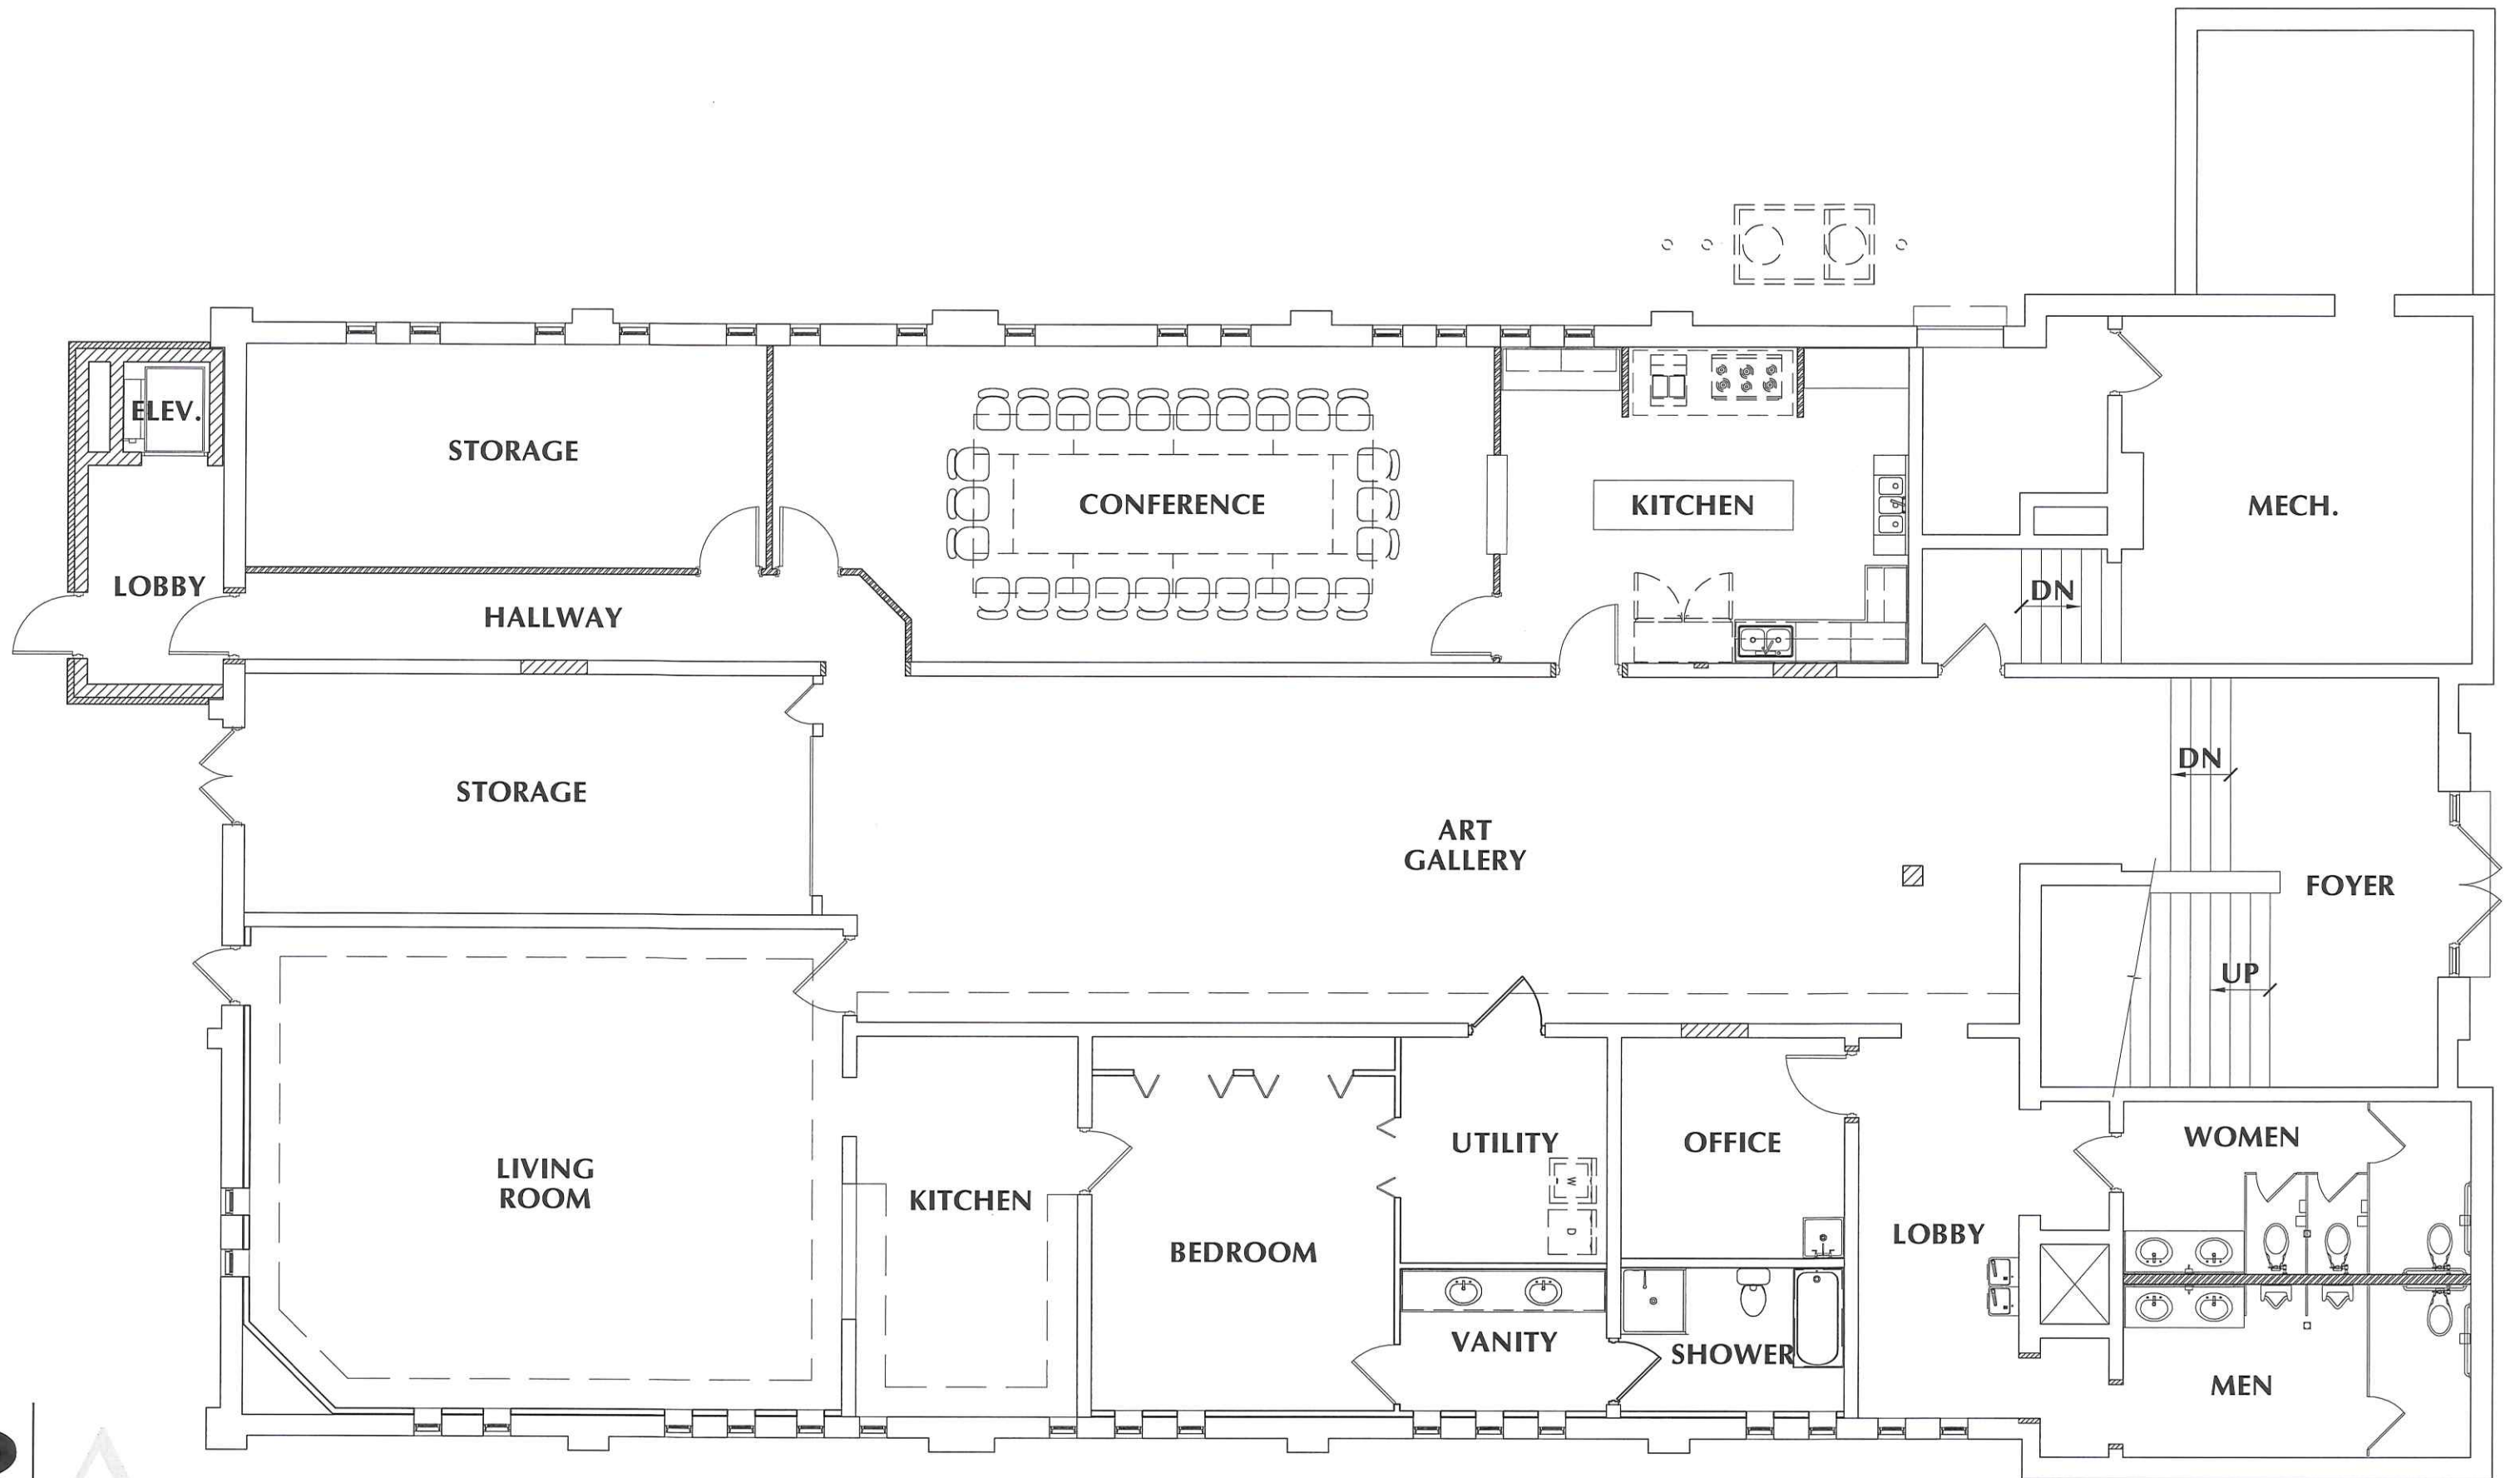 ELEV.
STORAGE
CONFERENCE
KITCHEN
MECH.
LOBBY
HALLWAY
DN
STORAGE
DN
ART
GALLERY
FOYER
UP
LIVING
ROOM
KITCHEN
BEDROOM
UTILITY
W
D
OFFICE
LOBBY
WOMEN
VANITY
SHOWER
MEN